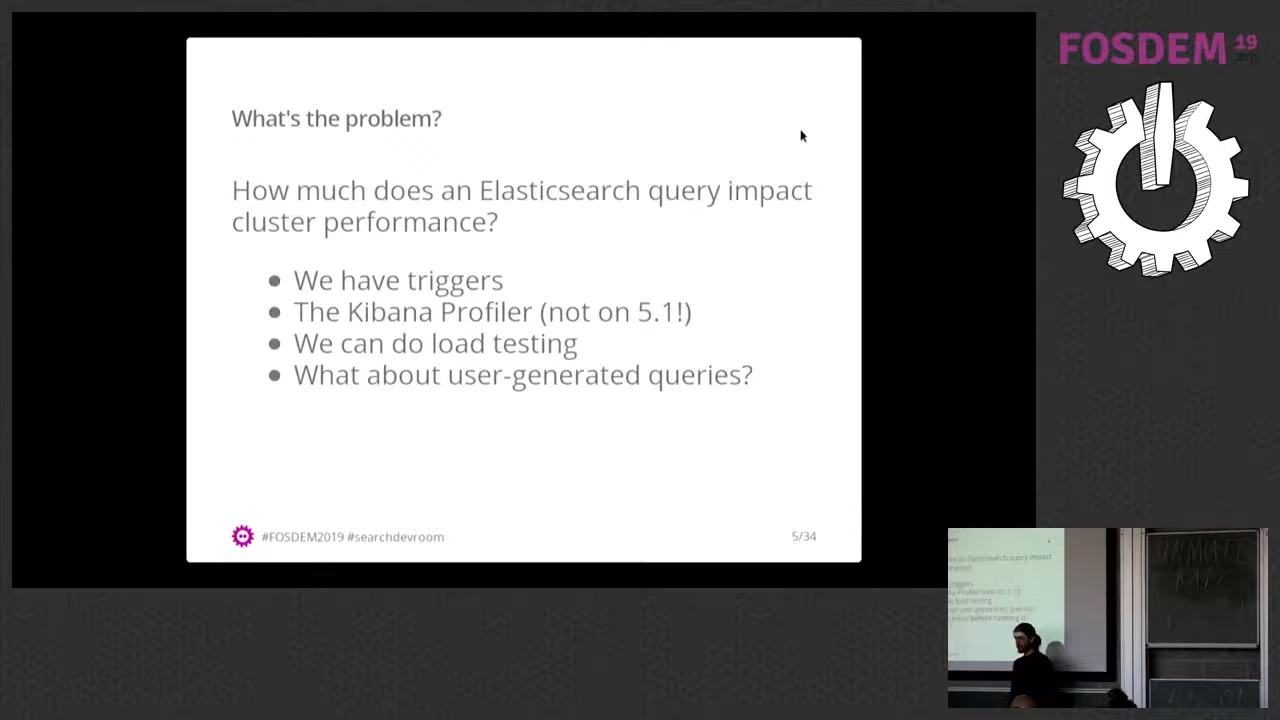 What's the problem?
How much does an Elasticsearch query impact
cluster performance?
● We have triggers
● The Kibana Profiler (not on 5.1!)
● We can do load testing
● What about user-generated queries?
#FOSDEM2019 #searchdevroom
5/34
FOSDEM 19
.org